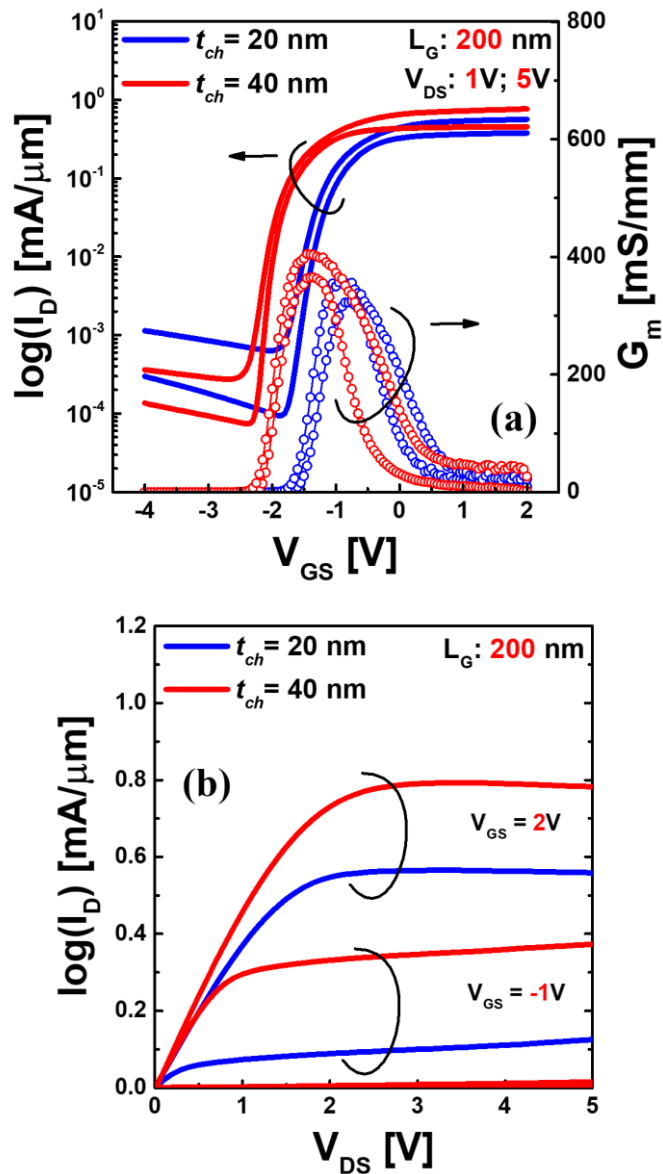 t_ch = 20 nm
t_ch = 40 nm
L_G: 200 nm
V_DS: 1V; 5V
log(I_D) [mA/μm]
10^1
10^0
10^-1
10^-2
10^-3
10^-4
10^-5
800
600
400
200
0
G_m [mS/mm]
(a)
-4 -3 -2 -1 0 1 2
V_GS [V]
t_ch = 20 nm
t_ch = 40 nm
L_G: 200 nm
log(I_D) [mA/μm]
1.2
1.0
0.8
0.6
0.4
0.2
0.0
(b)
V_GS = 2V
V_GS = -1V
0 1 2 3 4 5
V_DS [V]